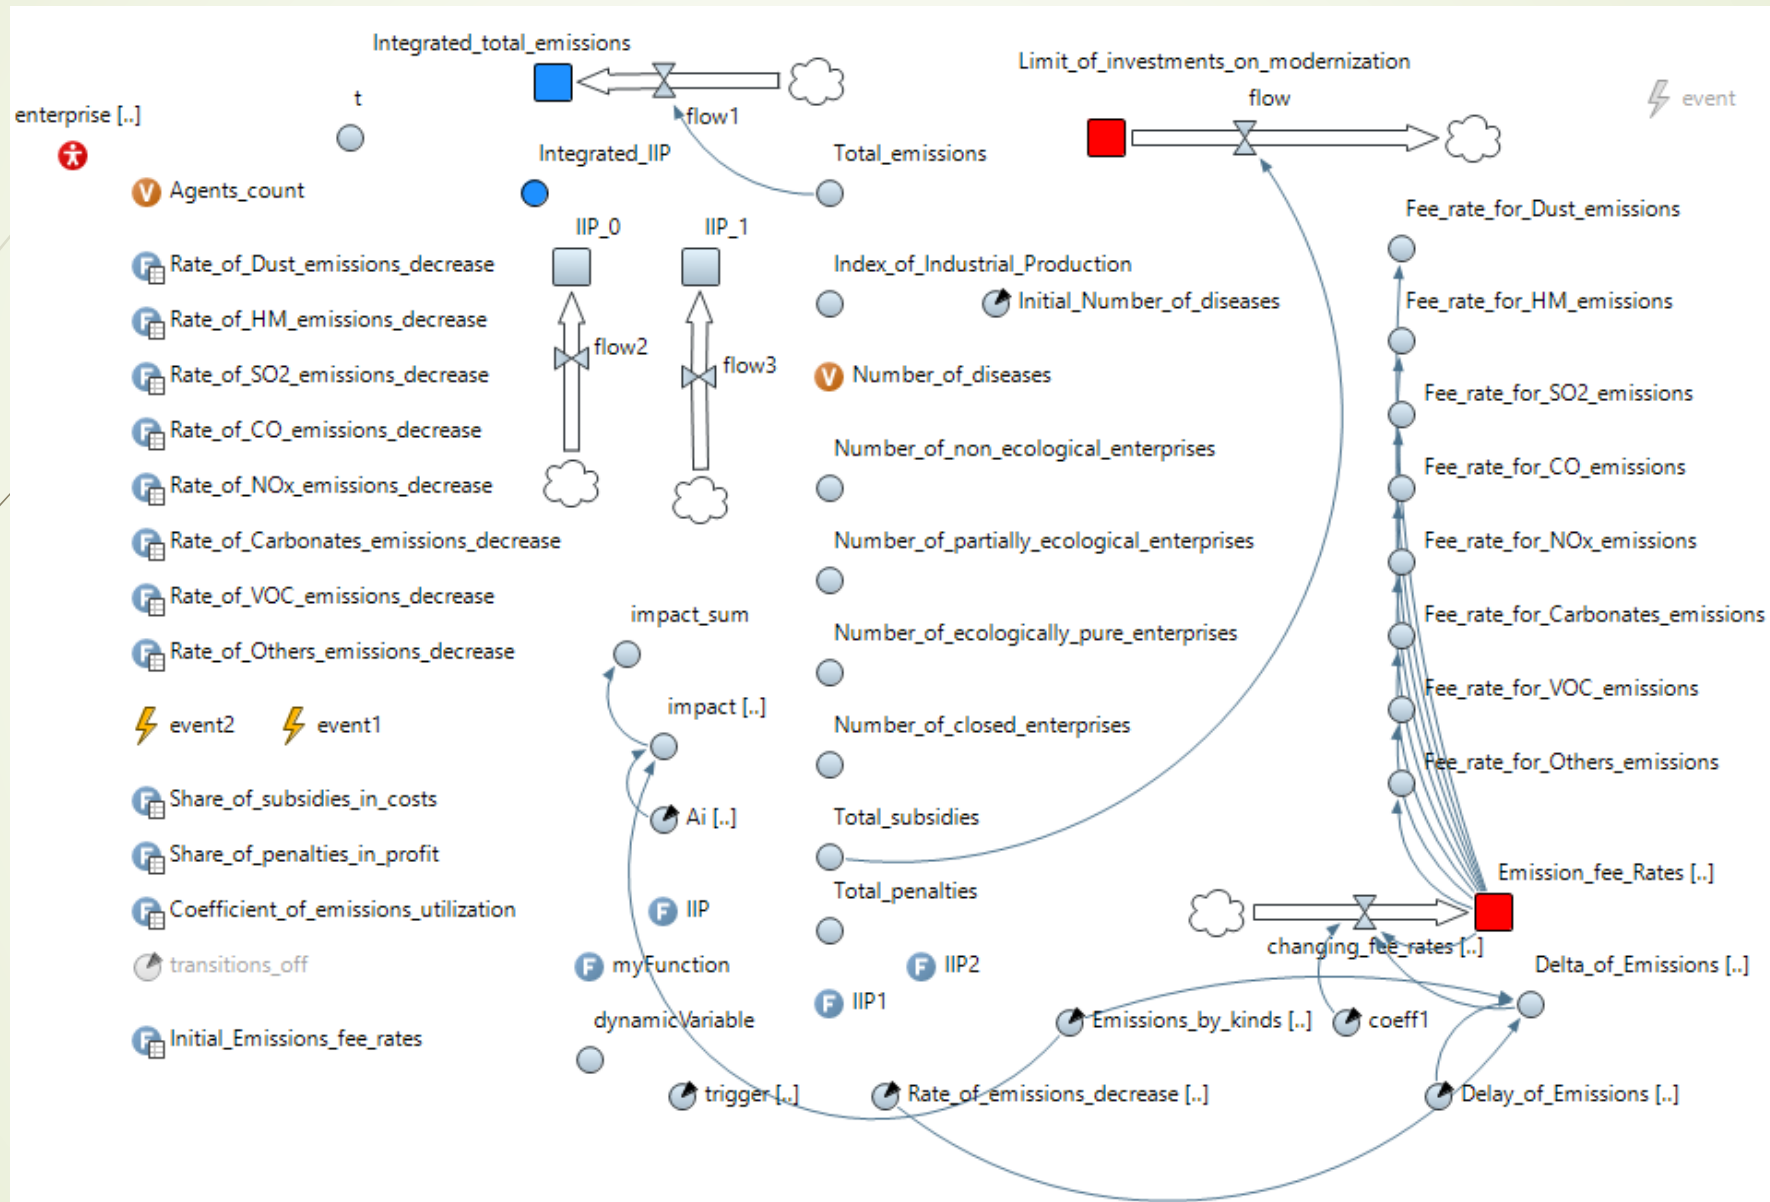 Integrated_total_emissions
Limit_of_investments_on_modernization
t
flow
event
enterprise [..]
flow1
Integrated_IIP
Total_emissions
Agents_count
Fee_rate_for_Dust_emissions
IIP_0
IIP_1
Rate_of_Dust_emissions_decrease
Index_of_Industrial_Production
Initial_Number_of_diseases
Fee_rate_for_HM_emissions
Rate_of_HM_emissions_decrease
flow2
flow3
Rate_of_SO2_emissions_decrease
Number_of_diseases
Fee_rate_for_SO2_emissions
Rate_of_CO_emissions_decrease
Number_of_non_ecological_enterprises
Fee_rate_for_CO_emissions
Rate_of_NOx_emissions_decrease
Rate_of_Carbonates_emissions_decrease
Number_of_partially_ecological_enterprises
Fee_rate_for_NOx_emissions
Rate_of_VOC_emissions_decrease
impact_sum
Number_of_ecologically_pure_enterprises
Fee_rate_for_Carbonates_emissions
Rate_of_Others_emissions_decrease
impact [..]
Fee_rate_for_VOC_emissions
event2
event1
Number_of_closed_enterprises
Fee_rate_for_Others_emissions
Share_of_subsidies_in_costs
Ai [..]
Total_subsidies
Share_of_penalties_in_profit
Emission_fee_Rates [..]
Total_penalties
Coefficient_of_emissions_utilization
IIP
changing_fee_rates [..]
transitions_off
myFunction
IIP2
Delta_of_Emissions [..]
IIP1
dynamicVariable
Emissions_by_kinds [..]
coeff1
Initial_Emissions_fee_rates
trigger [..]
Rate_of_emissions_decrease [..]
Delay_of_Emissions [..]